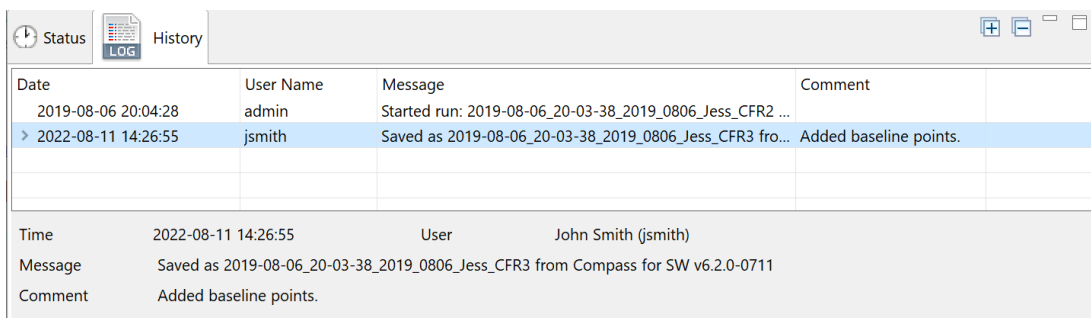 Status LOG History
Date User Name Message Comment
2019-08-06 20:04:28 admin Started run: 2019-08-06_20-03-38_2019_0806_Jess_CFR2 ...
2022-08-11 14:26:55 jsmith Saved as 2019-08-06_20-03-38_2019_0806_Jess_CFR3 fro... Added baseline points.
Time 2022-08-11 14:26:55 User John Smith (jsmith)
Message Saved as 2019-08-06_20-03-38_2019_0806_Jess_CFR3 from Compass for SW v6.2.0-0711
Comment Added baseline points.